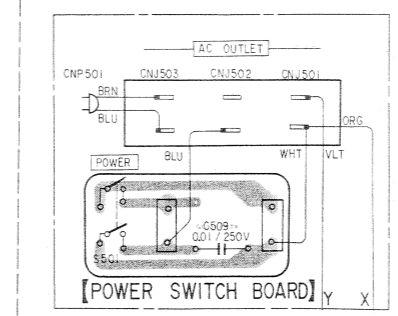 AC OUTLET
CNP501 CNJ503 CNJ502 CNJ501
BRN
BLU
ORG
BLU WHT VLT
POWER
C509
0.01/250V
S501
[POWER SWITCH BOARD] Y X